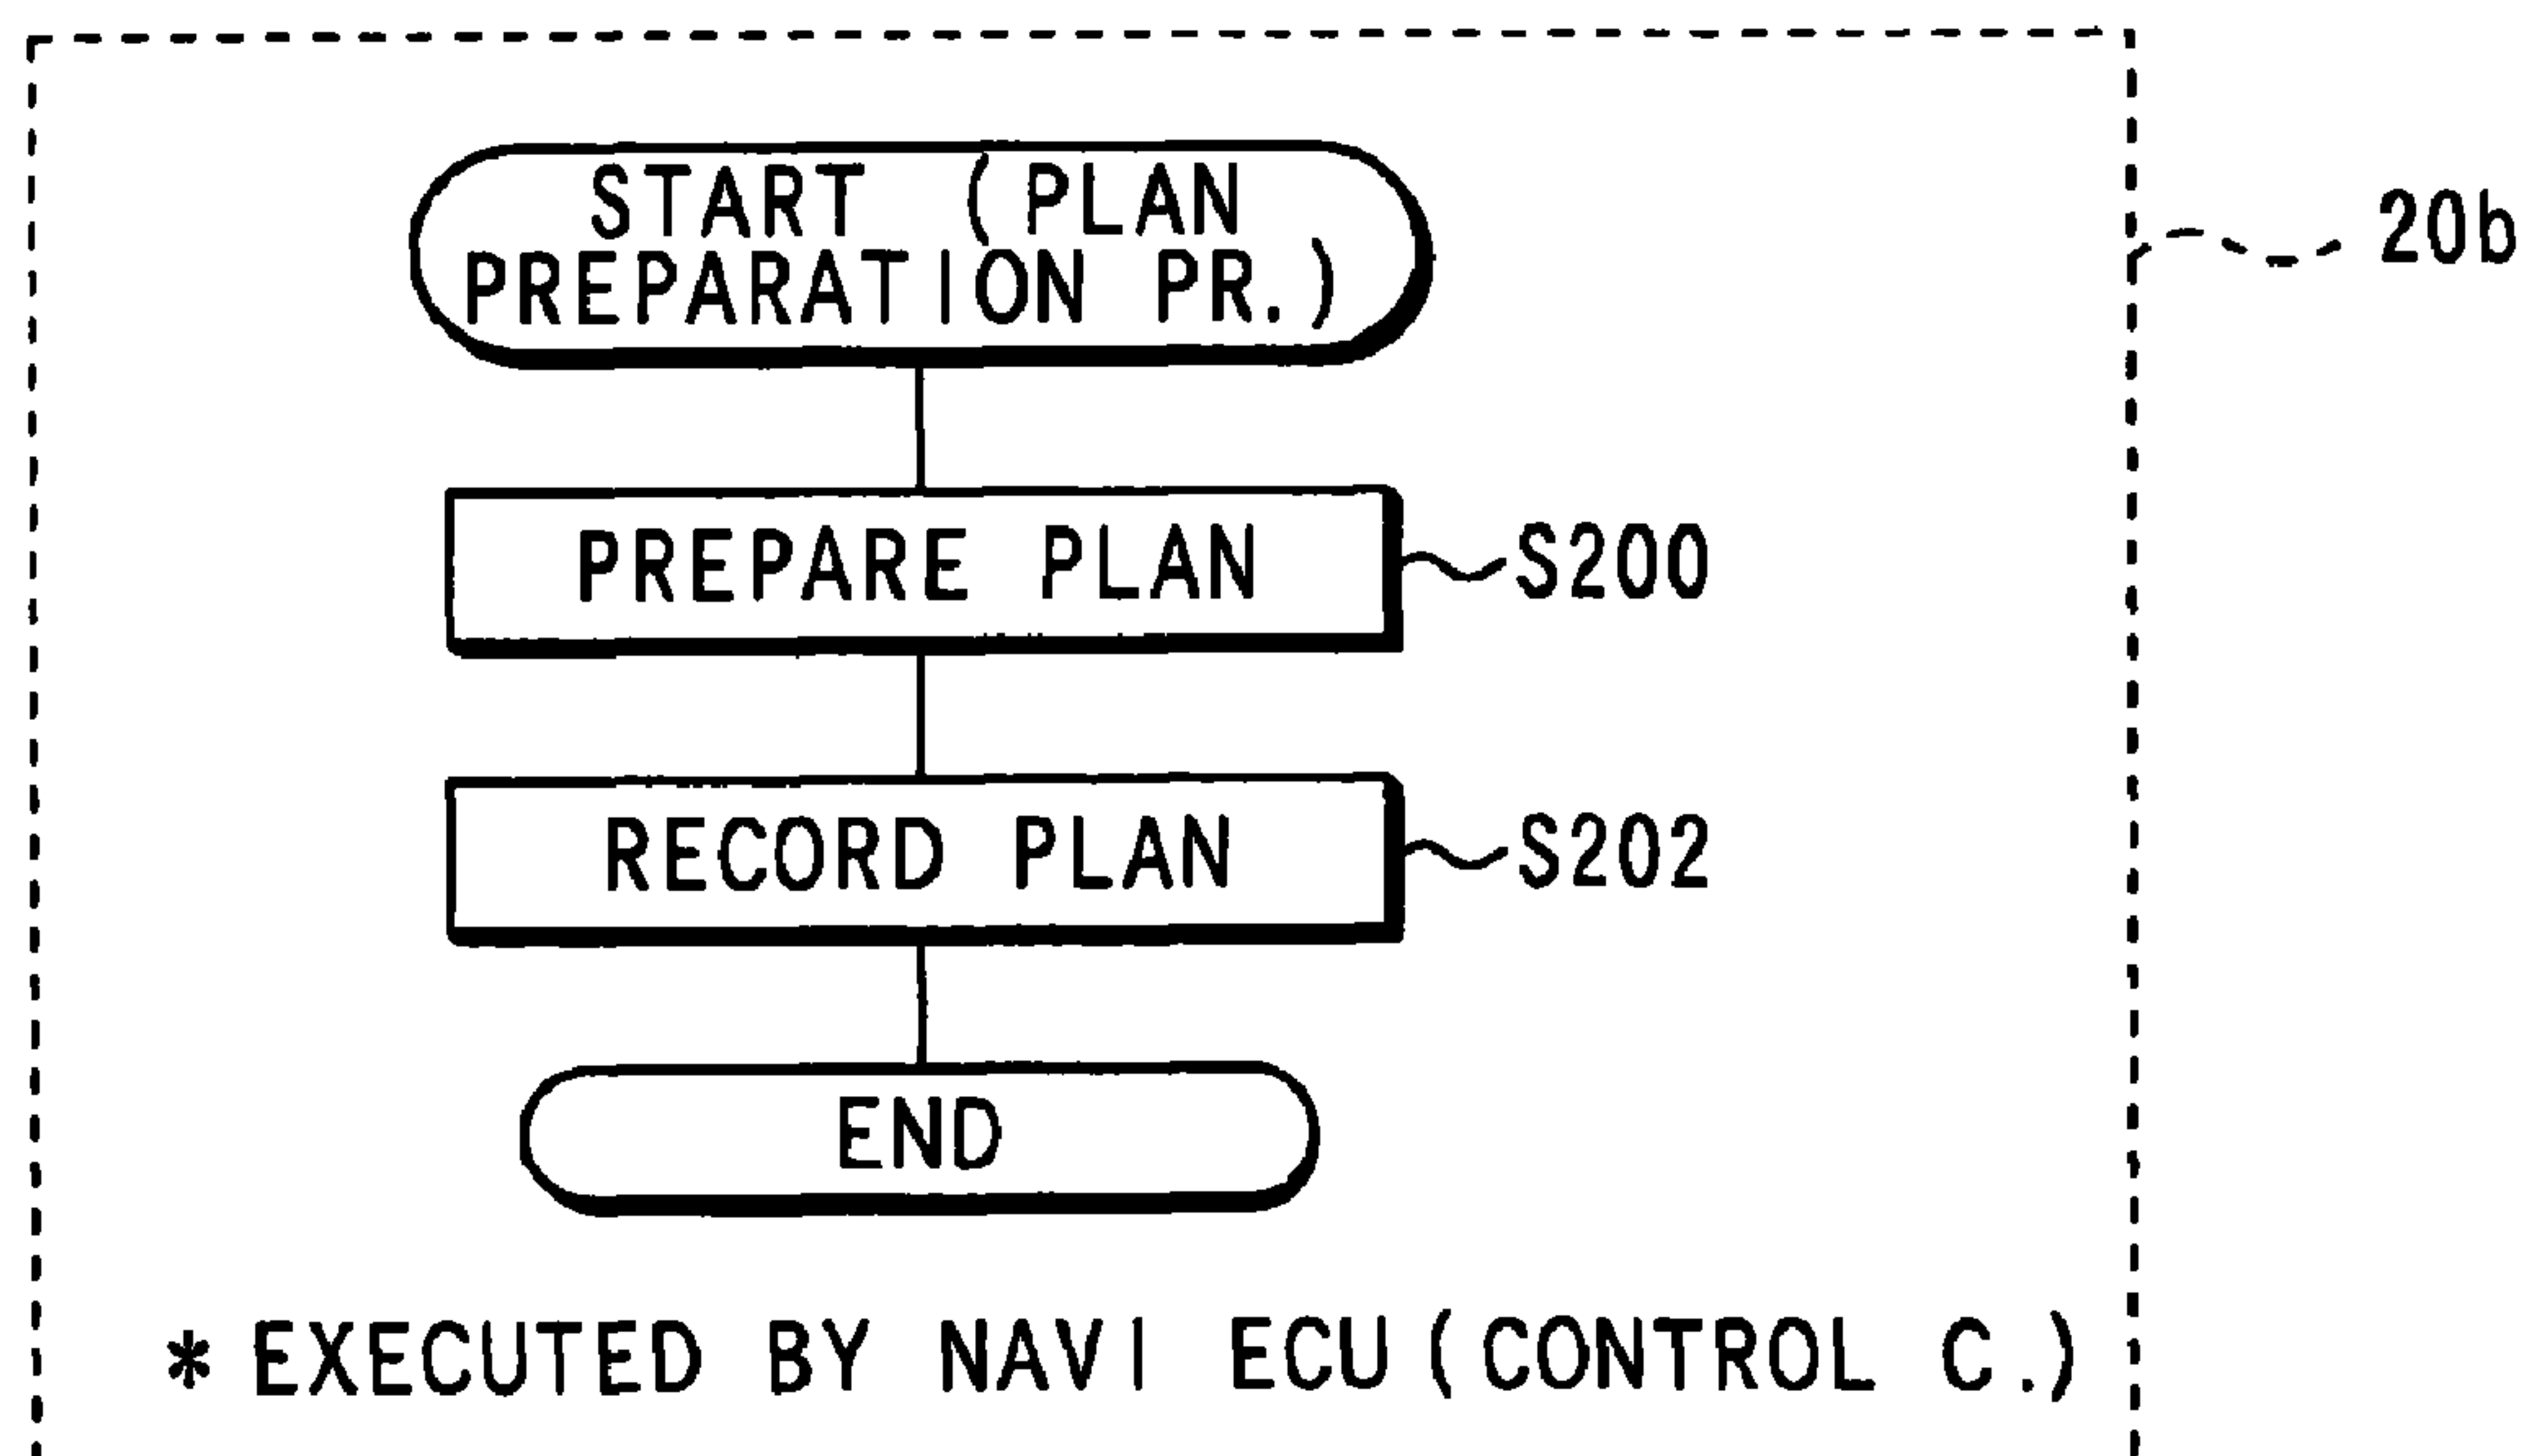 START (PLAN
PREPARATION PR.)
20b
PREPARE PLAN
S200
RECORD PLAN
S202
END
* EXECUTED BY NAVI ECU (CONTROL C.)